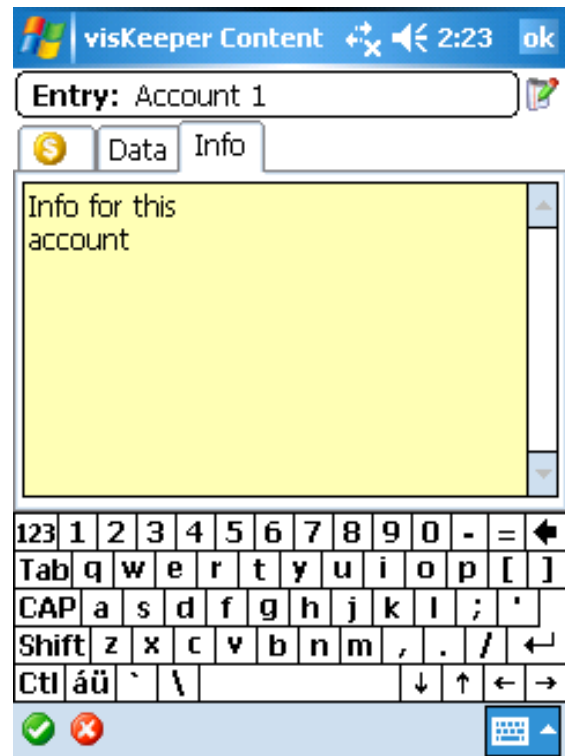 visKeeper Content 2:23 ok
Entry: Account 1
Data Info
Info for this
account
123 1 2 3 4 5 6 7 8 9 0 - =
Tab q w e r t y u i o p [ ]
CAP a s d f g h j k l ; '
Shift z x c v b n m , . /
Ctl áü ` \